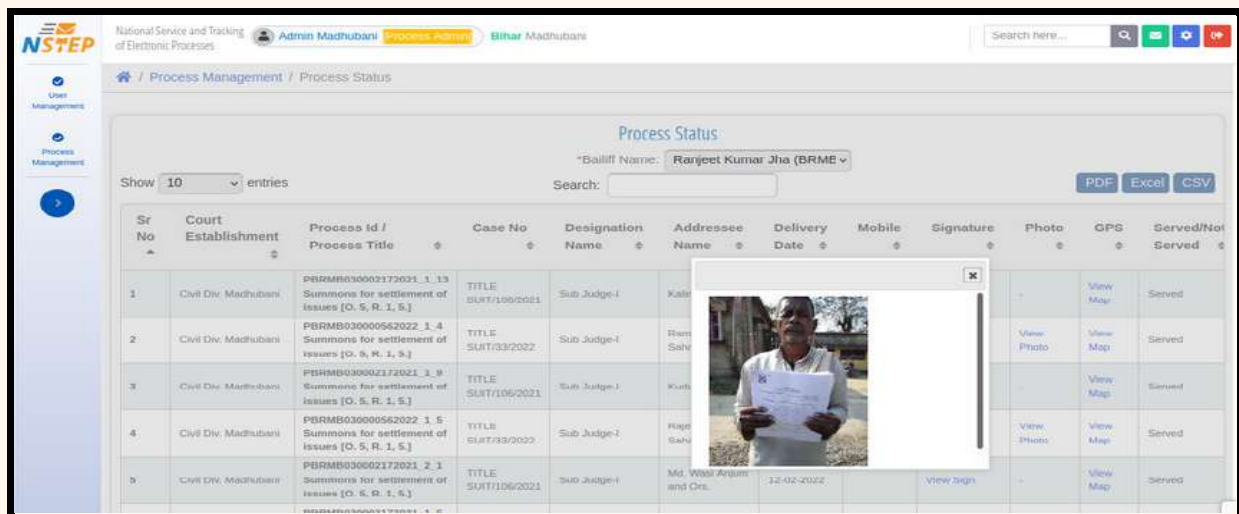 NSTEP
National Service and Tracking
of Electronic Processes
Admin Madhubani Process Admin Bihar Madhubani
Search here...
User
Management
Process
Management
/ Process Management / Process Status
Process Status
*Bailiff Name: Ranjeet Kumar Jha (BRME
Show 10 entries
Search:
PDF Excel CSV
Sr No Court Establishment Process Id / Process Title Case No Designation Name Addressee Name Delivery Date Mobile Signature Photo GPS Served/Not Served
1 Civil Div. Madhubani PBRMB030002172021_1_13 Summons for settlement of issues [O. 5, R. 1, 5.] TITLE SUIT/106/2021 Sub Judge-I - View Map Served
2 Civil Div. Madhubani PBRMB030000562022_1_4 Summons for settlement of issues [O. 5, R. 1, 5.] TITLE SUIT/33/2022 Sub Judge-I View Photo View Map Served
3 Civil Div. Madhubani PBRMB030002172021_1_9 Summons for settlement of issues [O. 5, R. 1, 5.] TITLE SUIT/106/2021 Sub Judge-I - View Map Served
4 Civil Div. Madhubani PBRMB030000562022_1_5 Summons for settlement of issues [O. 5, R. 1, 5.] TITLE SUIT/33/2022 Sub Judge-I View Photo View Map Served
5 Civil Div. Madhubani PBRMB030002172021_2_1 Summons for settlement of issues [O. 5, R. 1, 5.] TITLE SUIT/106/2021 Sub Judge-I Md. Wasi Anjum and Ors. 12-02-2022 View Sign - View Map Served